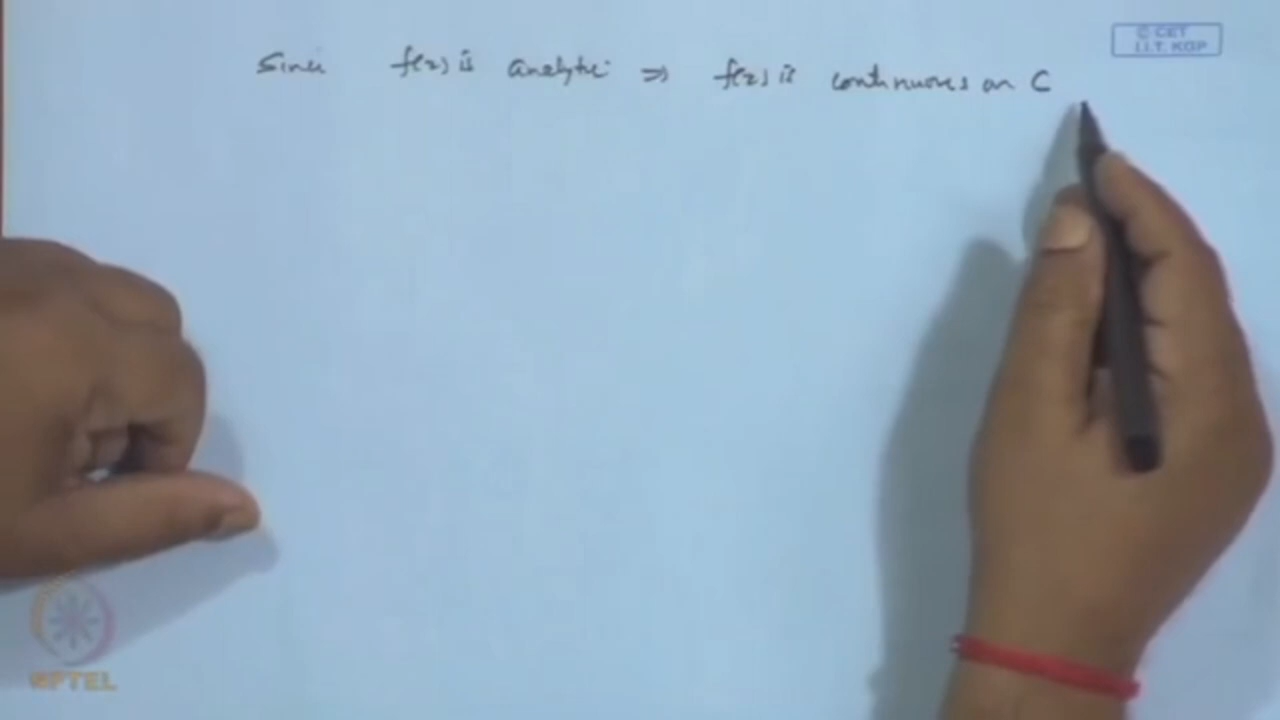 Since f(z) is analytic ⇒ f(z) is continuous on C
© CET
I.I.T. KGP
NPTEL